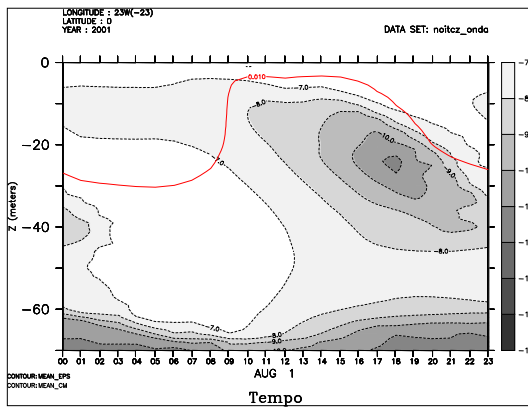 LONGITUDE : 23W(-23)
LATITUDE : 0
YEAR : 2001
DATA SET: noitcz_onda
0
-20
-40
-60
Z (meters)
0.010
-7.0
-8.0
-10.0
-9.0
-7.0
-8.0
-7.0
-8.0
-9.0
00 01 02 03 04 05 06 07 08 09 10 11 12 13 14 15 16 17 18 19 20 21 22 23
AUG 1
CONTOUR: MEAN_EPS
CONTOUR: MEAN_CM
Tempo
-7
-8
-9